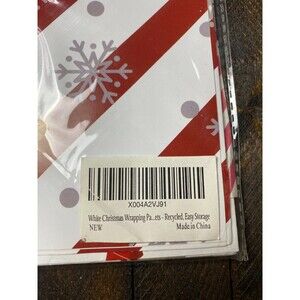 X004A2VJ91
White Christmas Wrapping Pa...ets - Recycled, Easy Storage
NEW Made in China